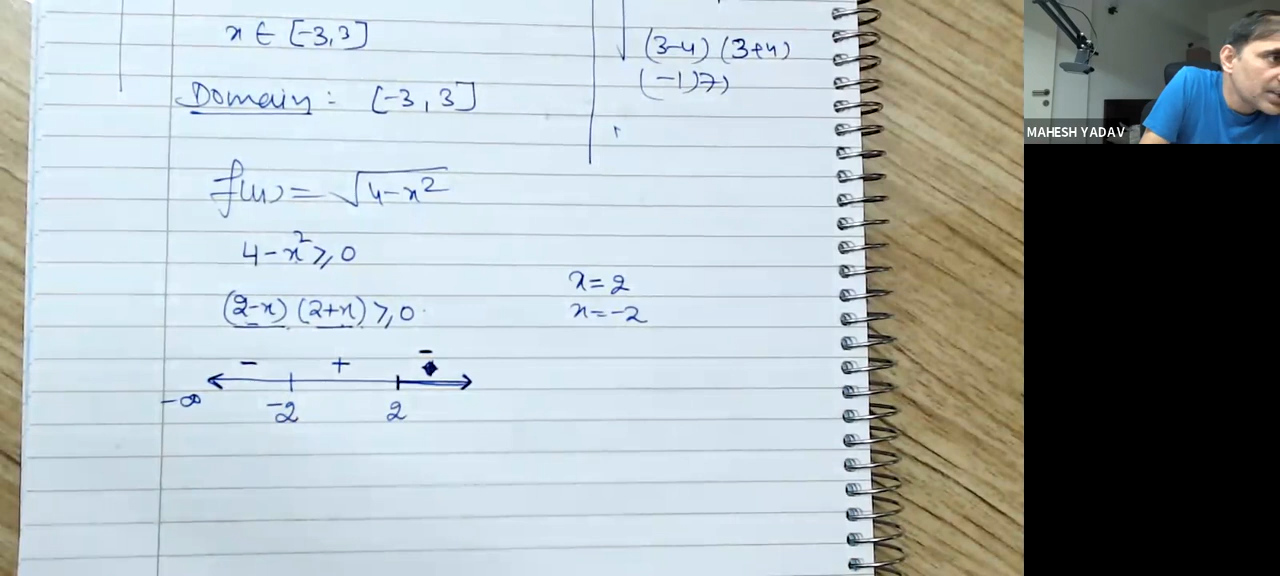 x ∈ [-3, 3]
(3-4) (3+4)
(-1)7)
Domain : [-3, 3]
MAHESH YADAV
f(x) = √4-x²
4-x² ≥ 0
x = 2
(2-x) (2+x) ≥ 0
x = -2
- + -
-∞ -2 2